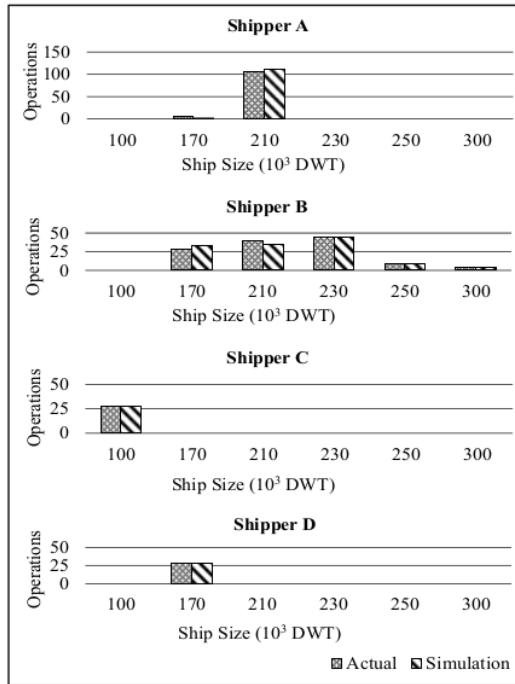 Shipper A
Operations
150
100
50
0
100 170 210 230 250 300
Ship Size (10³ DWT)
Shipper B
Operations
50
25
0
100 170 210 230 250 300
Ship Size (10³ DWT)
Shipper C
Operations
50
25
0
100 170 210 230 250 300
Ship Size (10³ DWT)
Shipper D
Operations
50
25
0
100 170 210 230 250 300
Ship Size (10³ DWT)
Actual Simulation